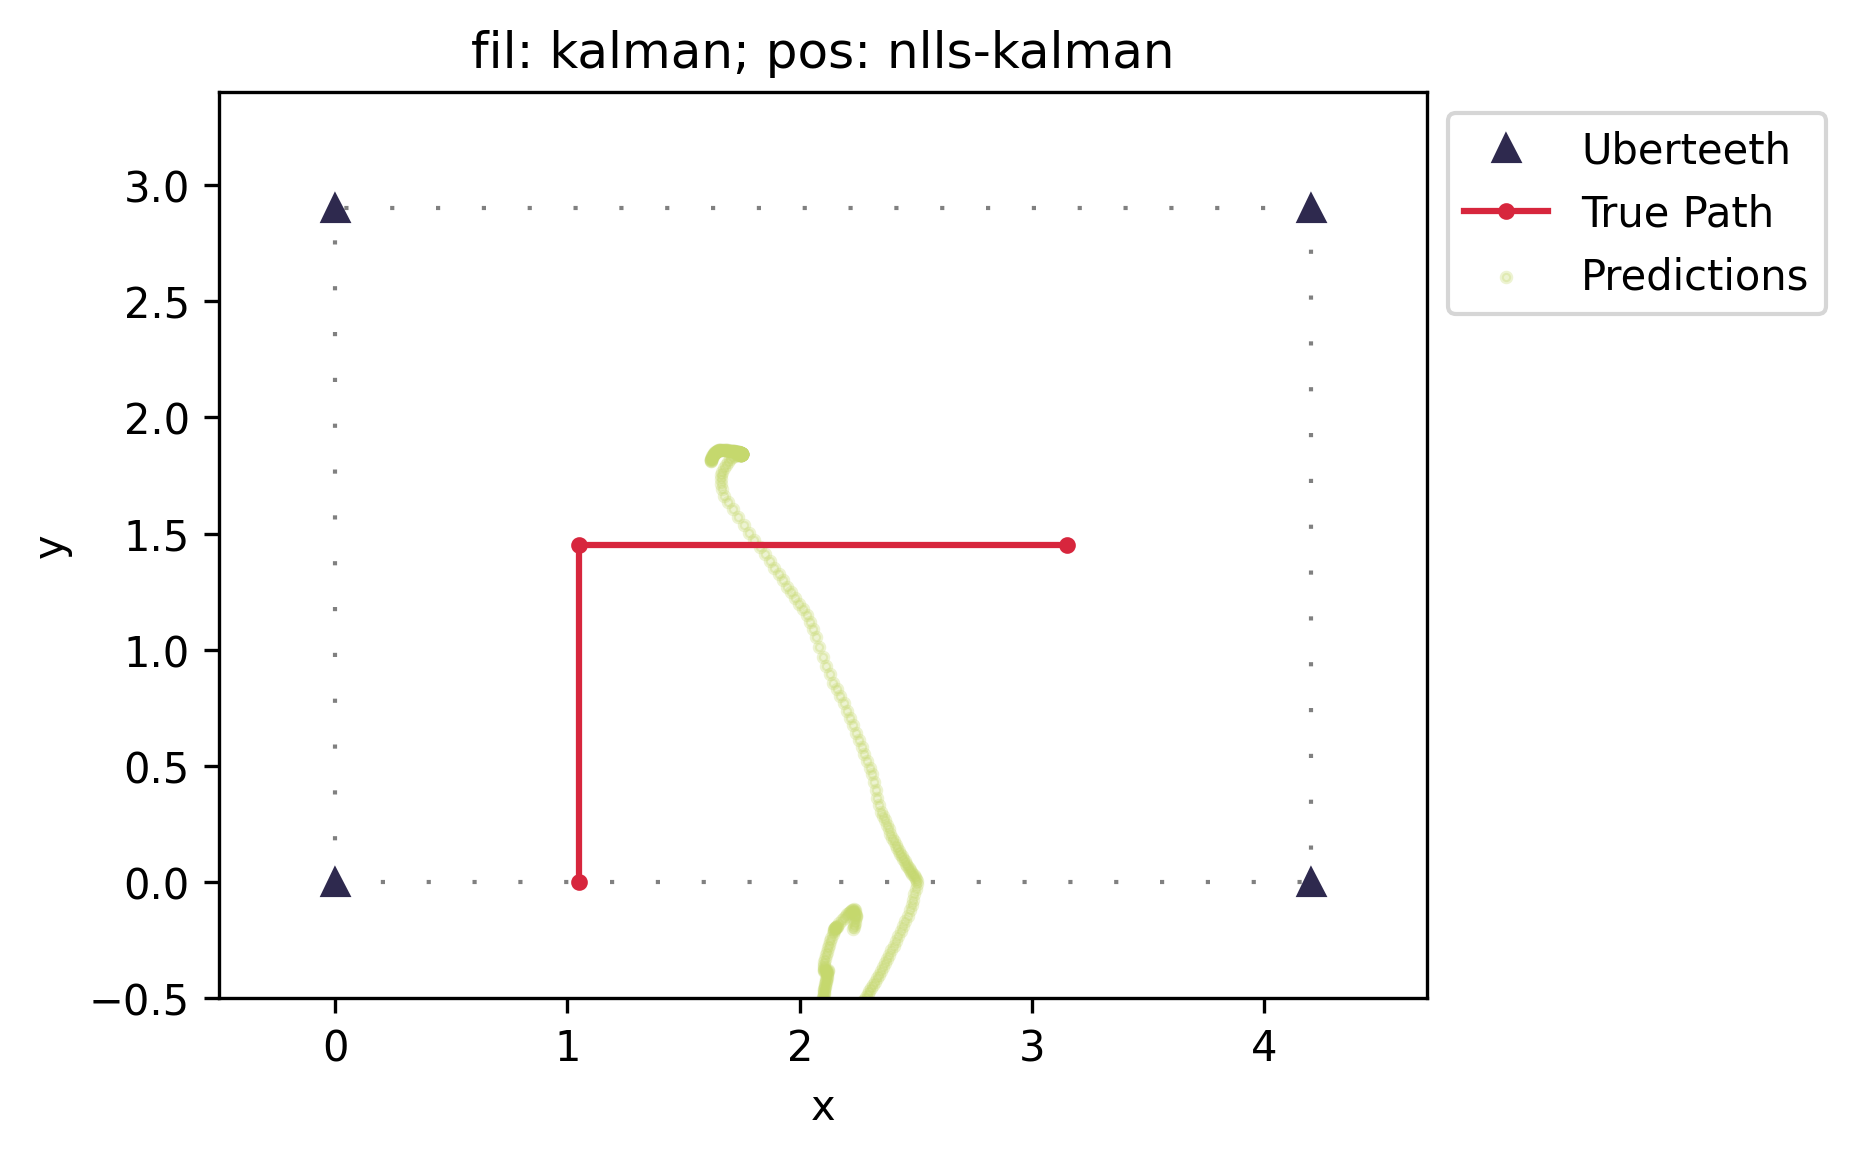 fil: kalman; pos: nlls-kalman
Uberteeth
True Path
Predictions
3.0
2.5
2.0
1.5
1.0
0.5
0.0
−0.5
y
0 1 2 3 4
x